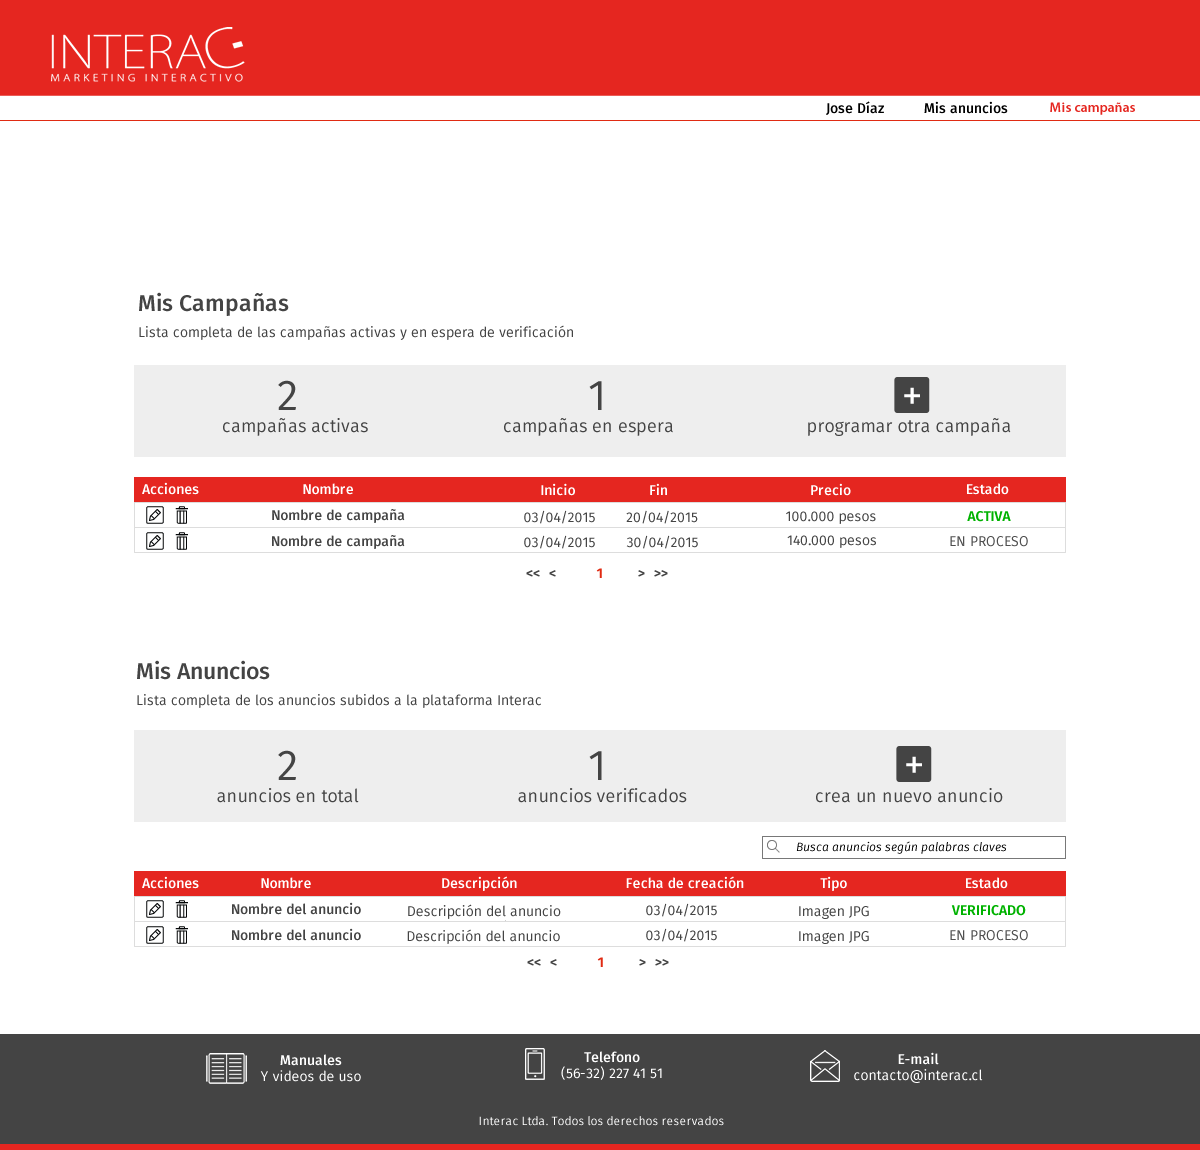 INTERAC
MARKETING INTERACTIVO
Jose Díaz Mis anuncios Mis campañas
Mis Campañas
Lista completa de las campañas activas y en espera de verificación
2 1 +
campañas activas campañas en espera programar otra campaña
Acciones Nombre Inicio Fin Precio Estado
Nombre de campaña 03/04/2015 20/04/2015 100.000 pesos ACTIVA
Nombre de campaña 03/04/2015 30/04/2015 140.000 pesos EN PROCESO
<< < 1 > >>
Mis Anuncios
Lista completa de los anuncios subidos a la plataforma Interac
2 1 +
anuncios en total anuncios verificados crea un nuevo anuncio
Busca anuncios según palabras claves
Acciones Nombre Descripción Fecha de creación Tipo Estado
Nombre del anuncio Descripción del anuncio 03/04/2015 Imagen JPG VERIFICADO
Nombre del anuncio Descripción del anuncio 03/04/2015 Imagen JPG EN PROCESO
<< < 1 > >>
Manuales Telefono E-mail
Y videos de uso (56-32) 227 41 51 contacto@interac.cl
Interac Ltda. Todos los derechos reservados